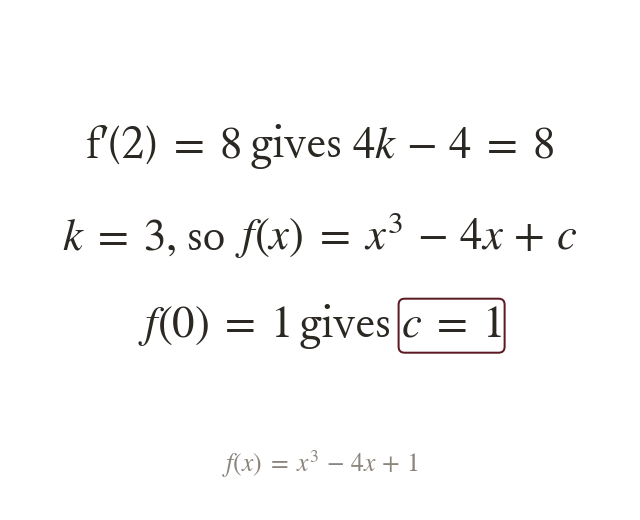 f′(2) = 8 gives 4k − 4 = 8
k = 3, so f(x) = x³ − 4x + c
f(0) = 1 gives c = 1
f(x) = x³ − 4x + 1